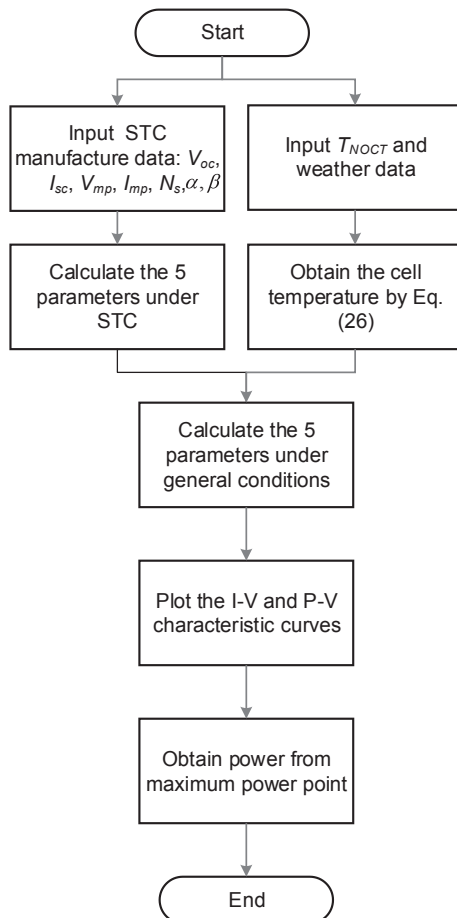 Start
Input STC
manufacture data: Voc,
Isc, Vmp, Imp, Ns,α, β
Input TNOCT and
weather data
Calculate the 5
parameters under
STC
Obtain the cell
temperature by Eq.
(26)
Calculate the 5
parameters under
general conditions
Plot the I-V and P-V
characteristic curves
Obtain power from
maximum power point
End